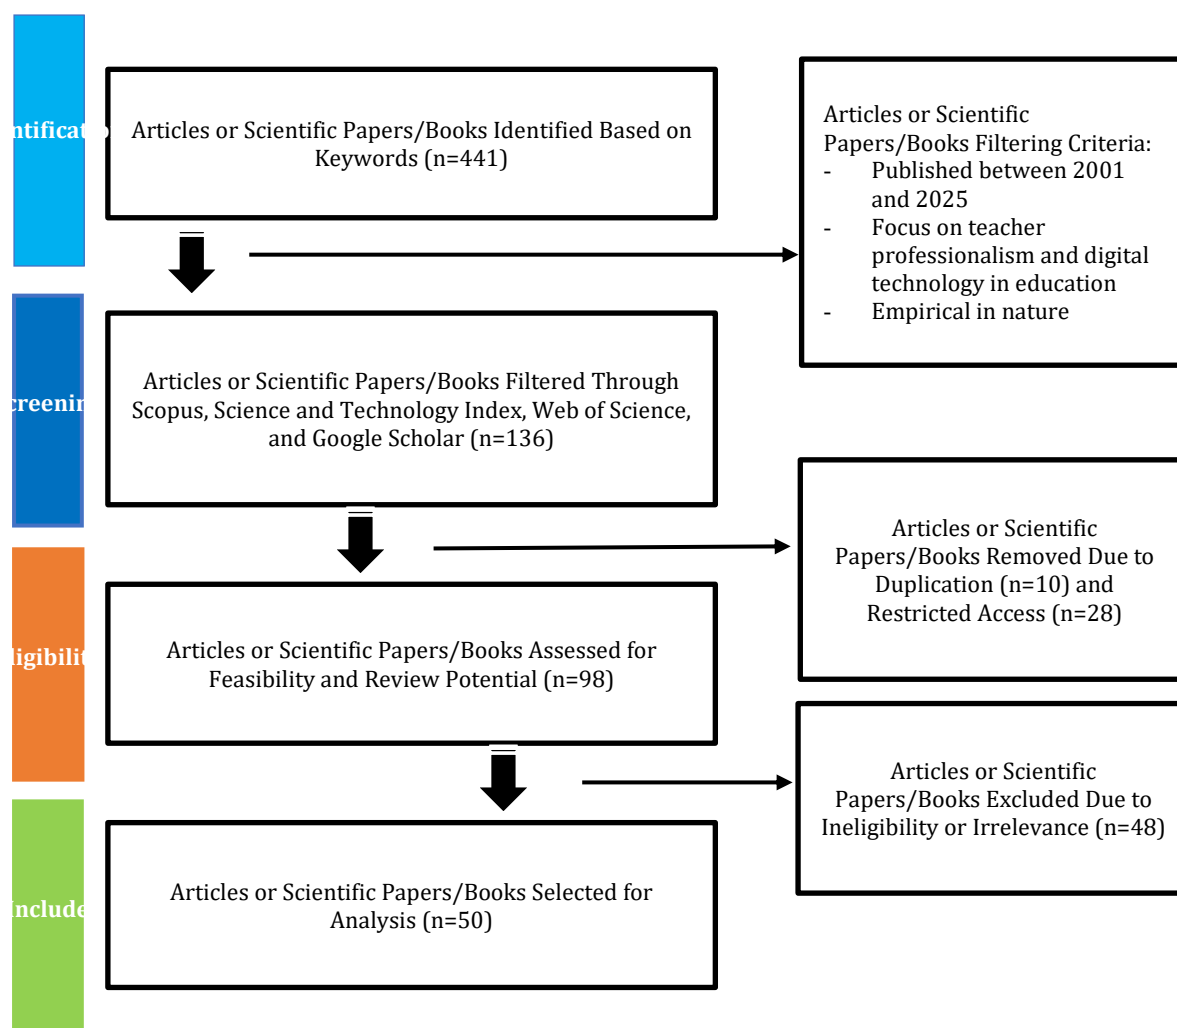 ntificatio
Articles or Scientific Papers/Books Identified Based on
Keywords (n=441)
Articles or Scientific
Papers/Books Filtering Criteria:
- Published between 2001
and 2025
- Focus on teacher
professionalism and digital
technology in education
- Empirical in nature
creenin
Articles or Scientific Papers/Books Filtered Through
Scopus, Science and Technology Index, Web of Science,
and Google Scholar (n=136)
Articles or Scientific
Papers/Books Removed Due to
Duplication (n=10) and
Restricted Access (n=28)
ligibilit
Articles or Scientific Papers/Books Assessed for
Feasibility and Review Potential (n=98)
Articles or Scientific
Papers/Books Excluded Due to
Ineligibility or Irrelevance (n=48)
Include
Articles or Scientific Papers/Books Selected for
Analysis (n=50)